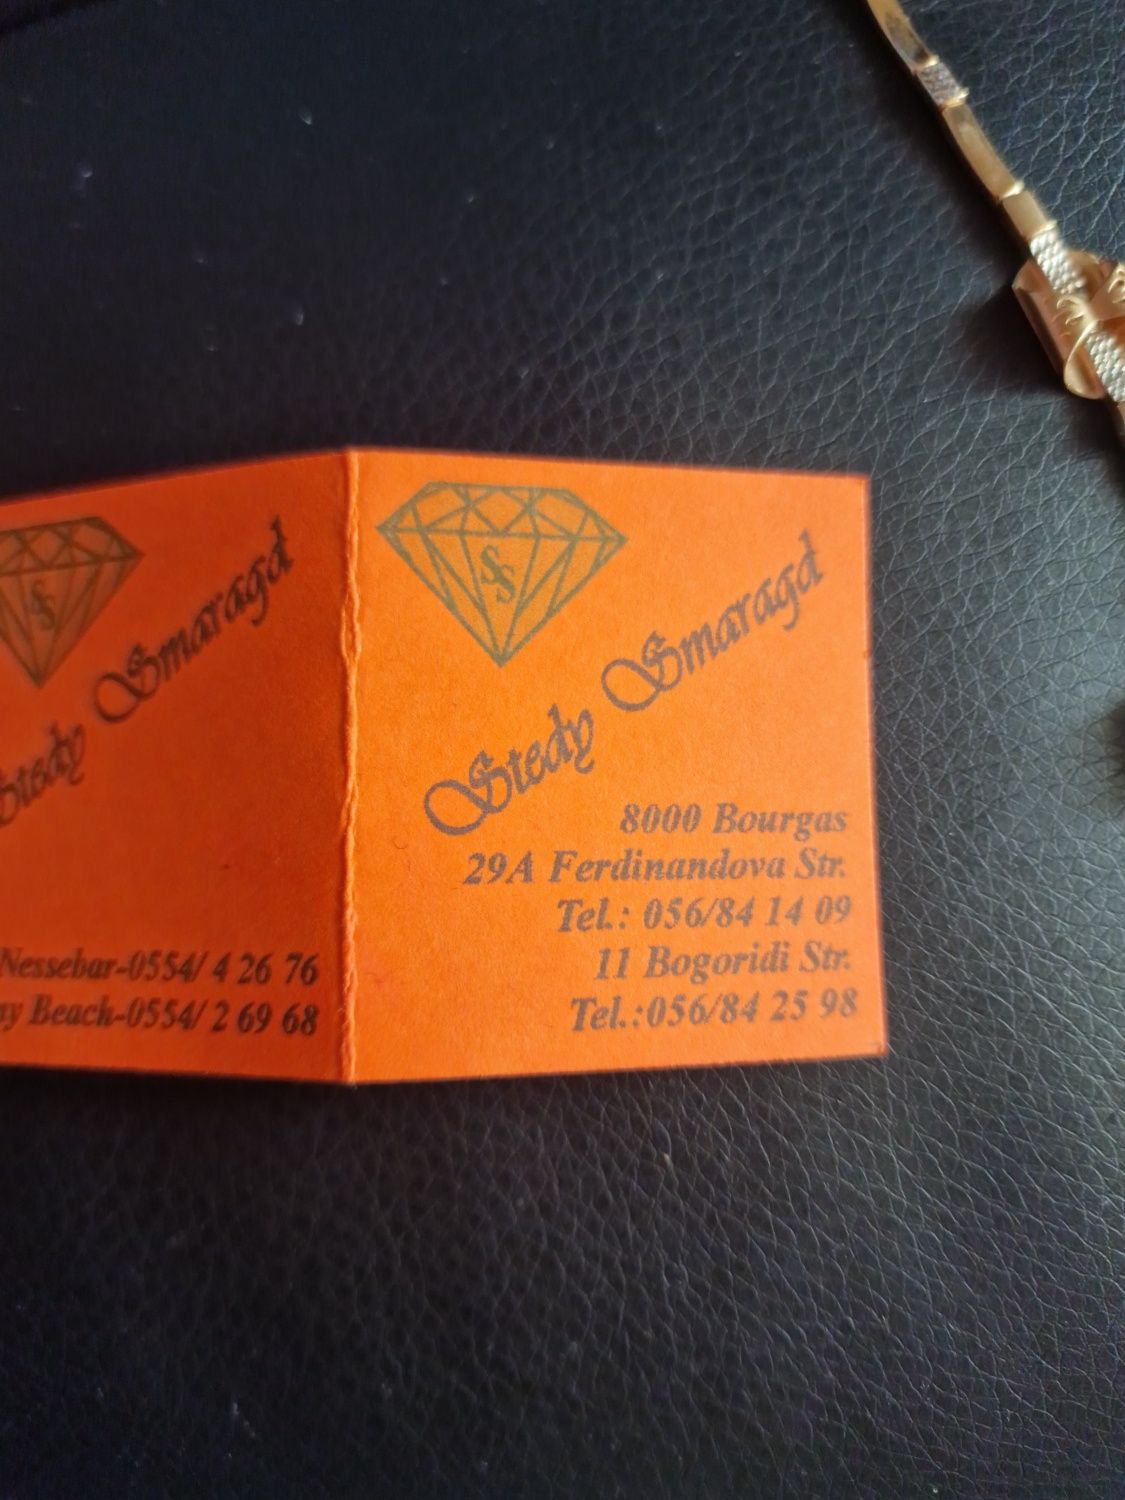 SS
Stedy Smaragd
Nessebar-0554/ 4 26 76
Beach-0554/ 2 69 68
SS
Stedy Smaragd
8000 Bourgas
29A Ferdinandova Str.
Tel.: 056/84 14 09
11 Bogoridi Str.
Tel.:056/84 25 98